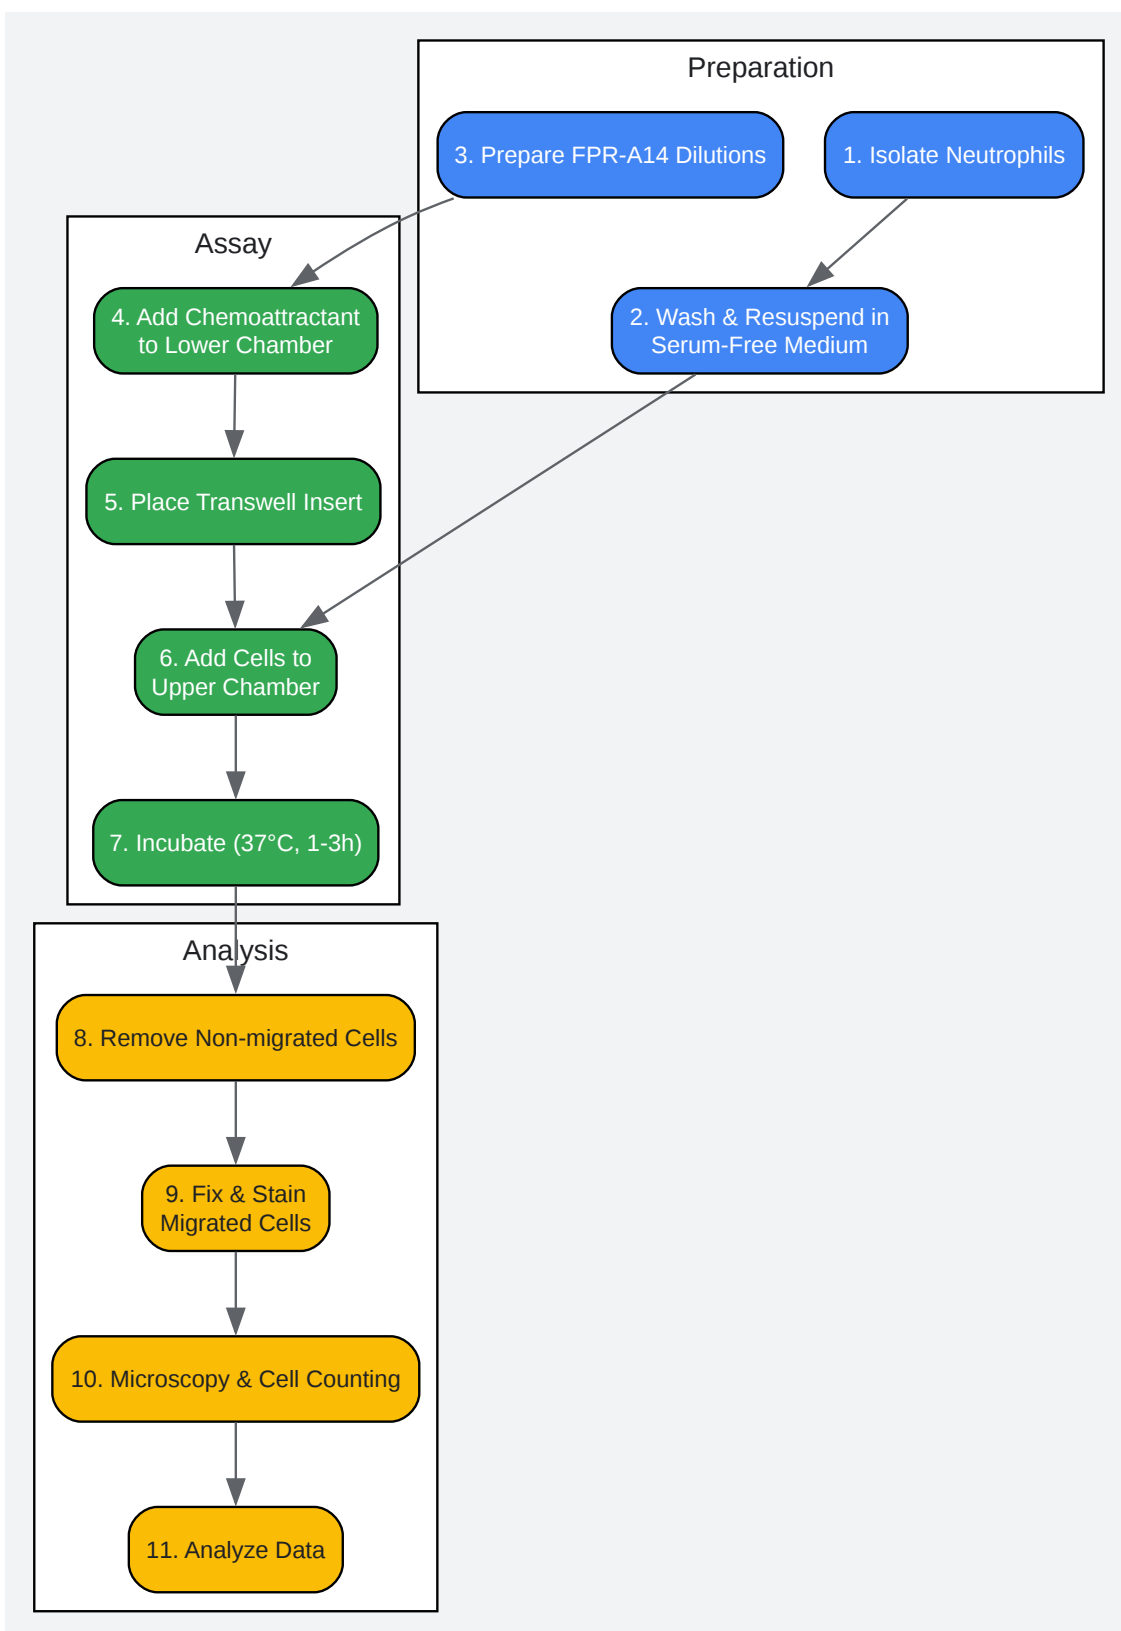 Preparation
3. Prepare FPR-A14 Dilutions
1. Isolate Neutrophils
2. Wash & Resuspend in
Serum-Free Medium
Assay
4. Add Chemoattractant
to Lower Chamber
5. Place Transwell Insert
6. Add Cells to
Upper Chamber
7. Incubate (37°C, 1-3h)
Analysis
8. Remove Non-migrated Cells
9. Fix & Stain
Migrated Cells
10. Microscopy & Cell Counting
11. Analyze Data